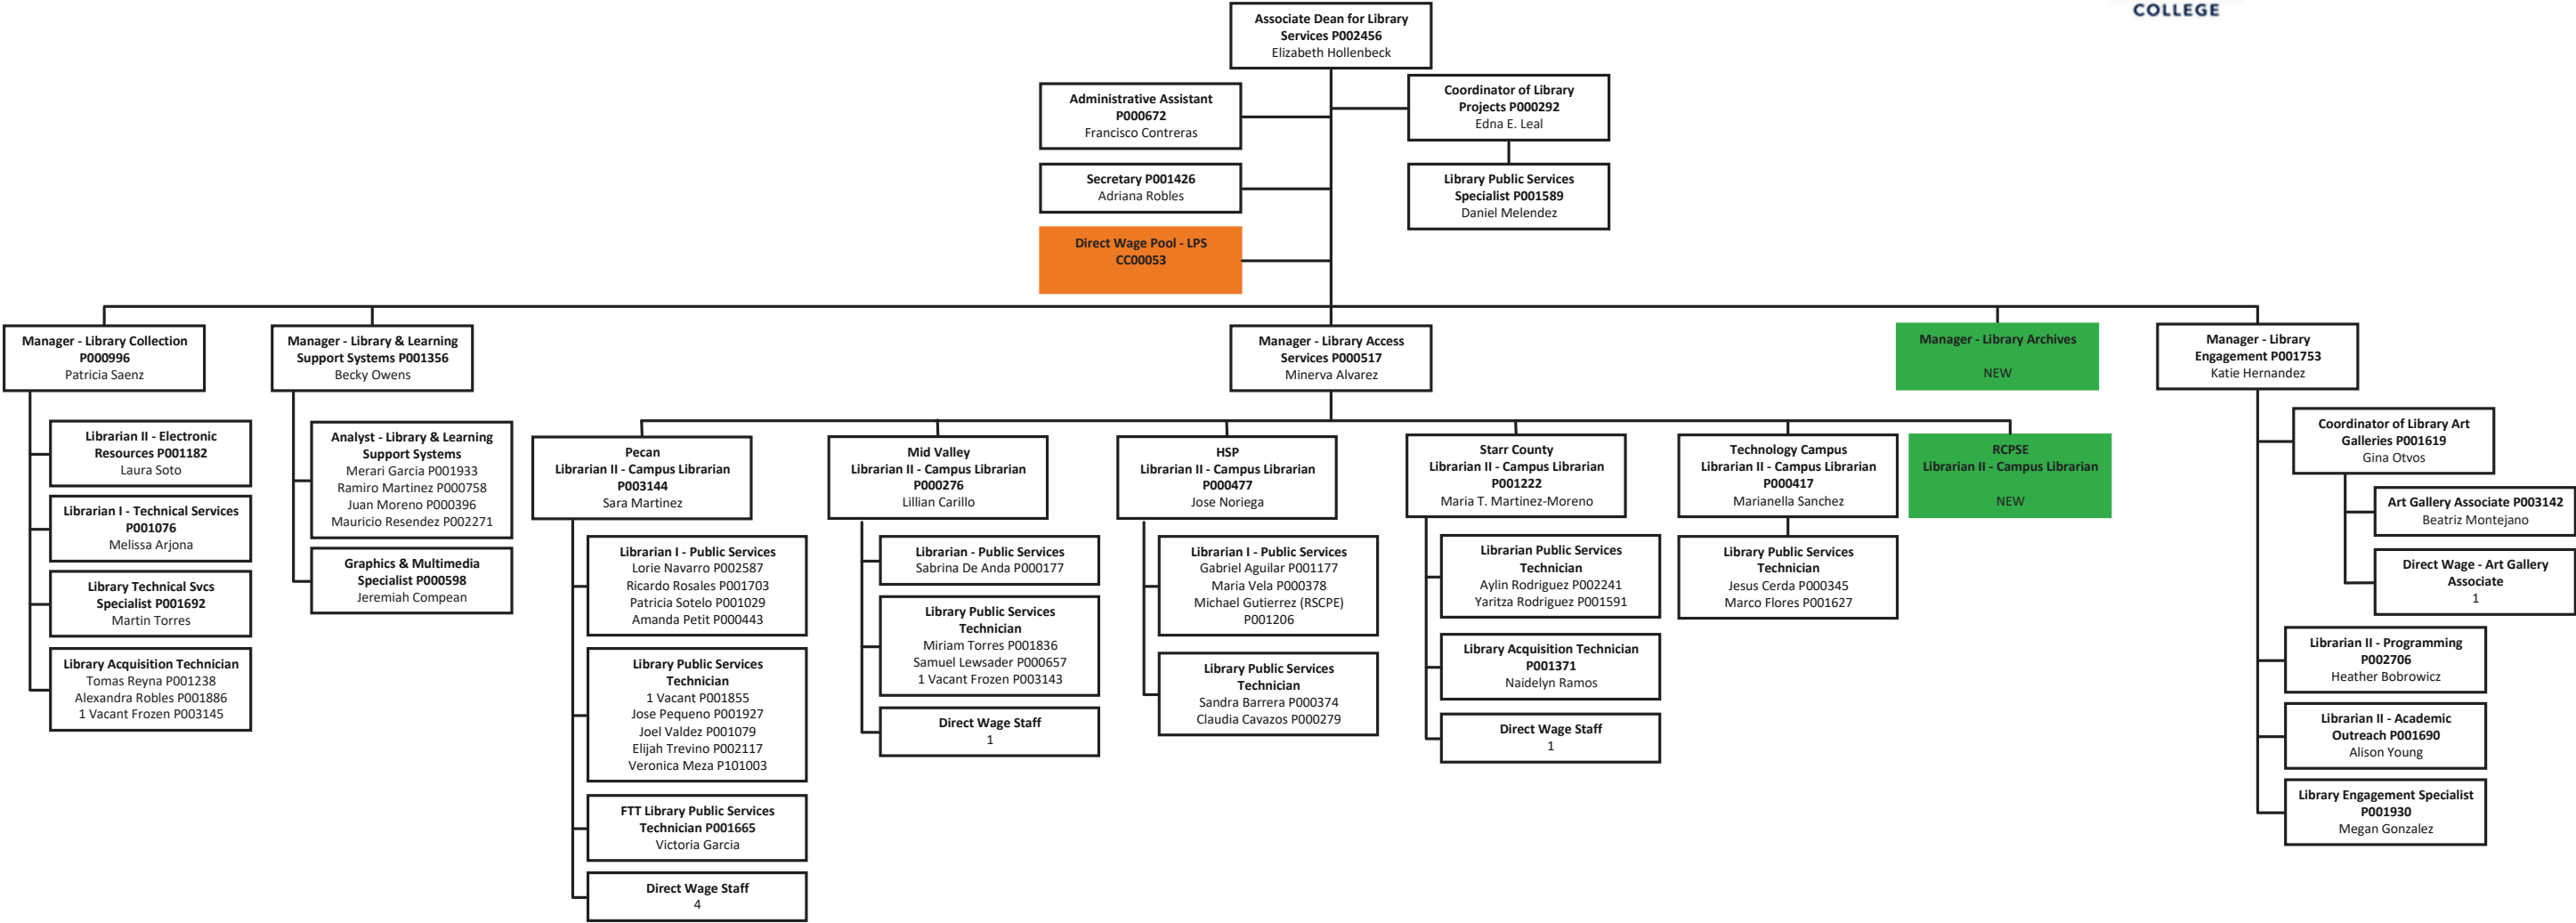 COLLEGE
Associate Dean for Library
Services P002456
Elizabeth Hollenbeck
Administrative Assistant
P000672
Francisco Contreras
Coordinator of Library
Projects P000292
Edna E. Leal
Secretary P001426
Adriana Robles
Library Public Services
Specialist P001589
Daniel Melendez
Direct Wage Pool - LPS
CC00053
Manager - Library Collection
P000996
Patricia Saenz
Manager - Library & Learning
Support Systems P001356
Becky Owens
Manager - Library Access
Services P000517
Minerva Alvarez
Manager - Library Archives
NEW
Manager - Library
Engagement P001753
Katie Hernandez
Librarian II - Electronic
Resources P001182
Laura Soto
Librarian I - Technical Services
P001076
Melissa Arjona
Library Technical Svcs
Specialist P001692
Martin Torres
Library Acquisition Technician
Tomas Reyna P001238
Alexandra Robles P001886
1 Vacant Frozen P003145
Analyst - Library & Learning
Support Systems
Merari Garcia P001933
Ramiro Martinez P000758
Juan Moreno P000396
Mauricio Resendez P002271
Graphics & Multimedia
Specialist P000598
Jeremiah Compean
Pecan
Librarian II - Campus Librarian
P003144
Sara Martinez
Librarian I - Public Services
Lorie Navarro P002587
Ricardo Rosales P001703
Patricia Sotelo P001029
Amanda Petit P000443
Library Public Services
Technician
1 Vacant P001855
Jose Pequeno P001927
Joel Valdez P001079
Elijah Trevino P002117
Veronica Meza P101003
FTT Library Public Services
Technician P001665
Victoria Garcia
Direct Wage Staff
4
Mid Valley
Librarian II - Campus Librarian
P000276
Lillian Carillo
Librarian - Public Services
Sabrina De Anda P000177
Library Public Services
Technician
Miriam Torres P001836
Samuel Lewsader P000657
1 Vacant Frozen P003143
Direct Wage Staff
1
HSP
Librarian II - Campus Librarian
P000477
Jose Noriega
Librarian I - Public Services
Gabriel Aguilar P001177
Maria Vela P000378
Michael Gutierrez (RSCPE)
P001206
Library Public Services
Technician
Sandra Barrera P000374
Claudia Cavazos P000279
Starr County
Librarian II - Campus Librarian
P001222
Maria T. Martinez-Moreno
Librarian Public Services
Technician
Aylin Rodriguez P002241
Yaritza Rodriguez P001591
Library Acquisition Technician
P001371
Naidelyn Ramos
Direct Wage Staff
1
Technology Campus
Librarian II - Campus Librarian
P000417
Marianella Sanchez
Library Public Services
Technician
Jesus Cerda P000345
Marco Flores P001627
RCPSE
Librarian II - Campus Librarian
NEW
Coordinator of Library Art
Galleries P001619
Gina Otvos
Art Gallery Associate P003142
Beatriz Montejano
Direct Wage - Art Gallery
Associate
1
Librarian II - Programming
P002706
Heather Bobrowicz
Librarian II - Academic
Outreach P001690
Alison Young
Library Engagement Specialist
P001930
Megan Gonzalez